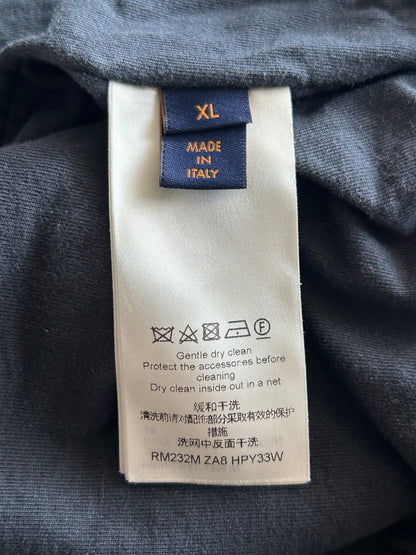 XL
MADE
IN
ITALY
F
Gentle dry clean
Protect the accessories before
cleaning
Dry clean inside out in a net
缓和干洗
清洗前请对配饰部分采取有效的保护
措施
洗网中反面干洗
RM232M ZA8 HPY33W